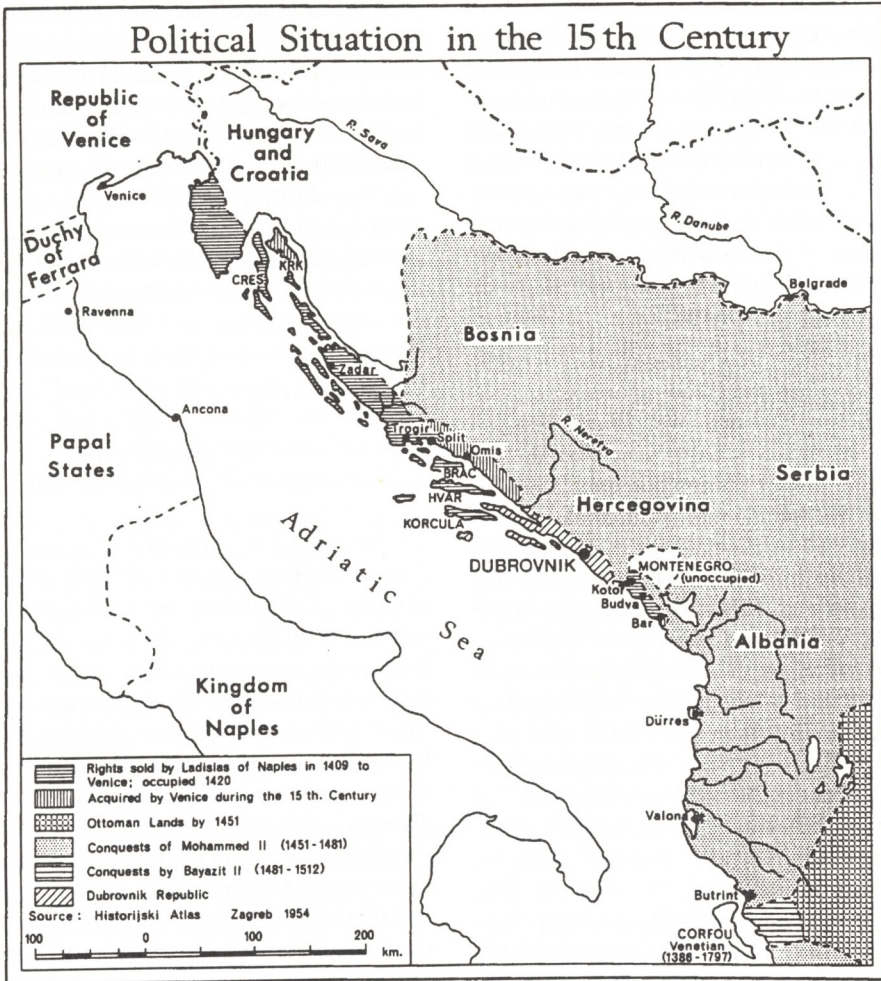 Political Situation in the 15th Century
Republic
of
Venice
Hungary
and
Croatia
R. Sava
Venice
Duchy
of
Ferrara
R. Danube
KRK
CRES
Belgrade
Ravenna
Bosnia
Zadar
Ancona
R. Neretva
Trogir
Split
Omis
Papal
States
BRAC
Serbia
HVAR
Hercegovina
KORCULA
Adriatic Sea
DUBROVNIK
MONTENEGRO
(unoccupied)
Kotor
Budva
Bar
Albania
Kingdom
of
Naples
Dürres
Rights sold by Ladislas of Naples in 1409 to
Venice; occupied 1420
Acquired by Venice during the 15 th. Century
Ottoman Lands by 1451
Conquests of Mohammed II (1451-1481)
Conquests by Bayazit II (1481-1512)
Dubrovnik Republic
Source: Historijski Atlas Zagreb 1954
100 0 100 200 km.
Valona
Butrint
CORFOU
Venetian
(1386-1797)